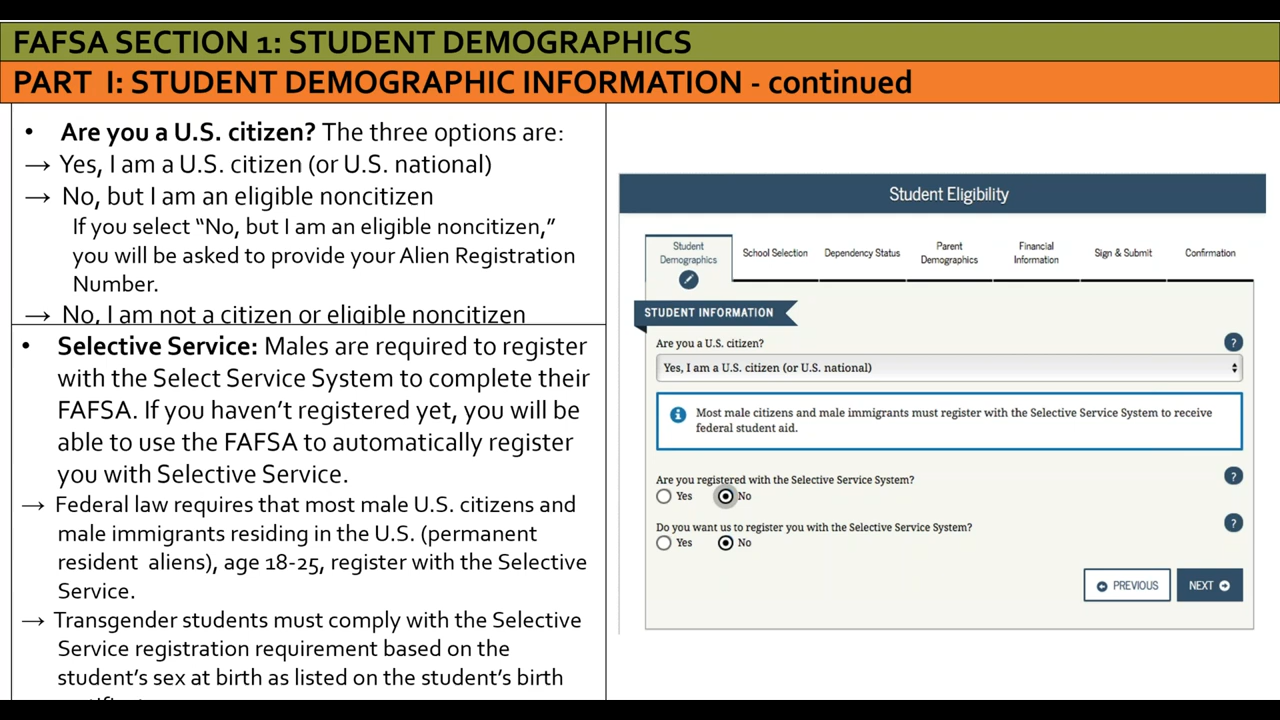 FAFSA SECTION 1: STUDENT DEMOGRAPHICS
PART I: STUDENT DEMOGRAPHIC INFORMATION - continued
• Are you a U.S. citizen? The three options are:
→ Yes, I am a U.S. citizen (or U.S. national)
→ No, but I am an eligible noncitizen
If you select “No, but I am an eligible noncitizen,”
you will be asked to provide your Alien Registration
Number.
→ No, I am not a citizen or eligible noncitizen
• Selective Service: Males are required to register
with the Select Service System to complete their
FAFSA. If you haven’t registered yet, you will be
able to use the FAFSA to automatically register
you with Selective Service.
→ Federal law requires that most male U.S. citizens and
male immigrants residing in the U.S. (permanent
resident aliens), age 18-25, register with the Selective
Service.
→ Transgender students must comply with the Selective
Service registration requirement based on the
student’s sex at birth as listed on the student’s birth
Student Eligibility
Student
Demographics
School Selection
Dependency Status
Parent
Demographics
Financial
Information
Sign & Submit
Confirmation
STUDENT INFORMATION
Are you a U.S. citizen?
?
Yes, I am a U.S. citizen (or U.S. national)
Most male citizens and male immigrants must register with the Selective Service System to receive
federal student aid.
Are you registered with the Selective Service System?
?
Yes No
Do you want us to register you with the Selective Service System?
?
Yes No
PREVIOUS NEXT